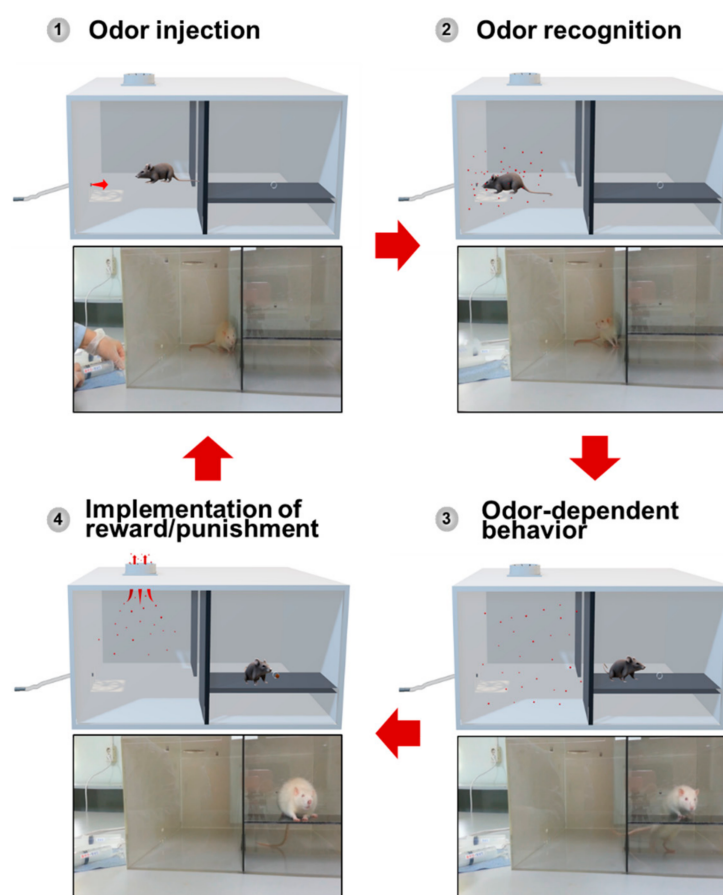 1 Odor injection
2 Odor recognition
4 Implementation of
reward/punishment
3 Odor-dependent
behavior